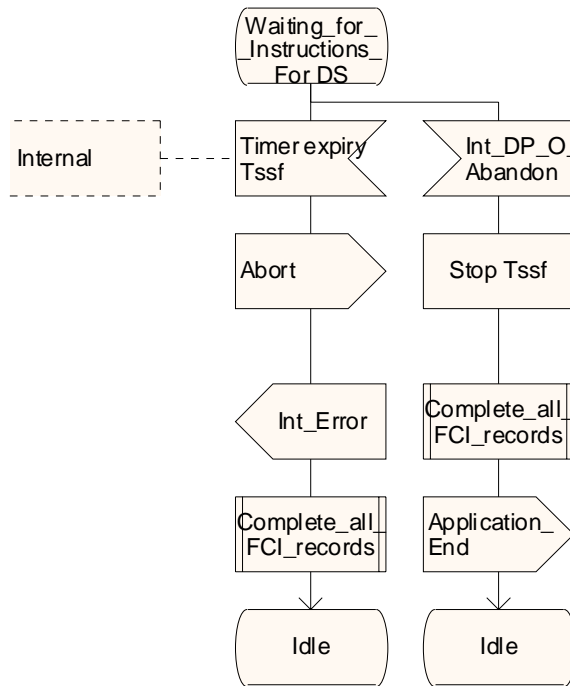 Waiting_for_
_Instructions_
For DS
Internal
Timer expiry
Tssf
Int_DP_O_
Abandon
Abort
Stop Tssf
Int_Error
Complete_all_
FCI_records
Complete_all_
FCI_records
Application_
End
Idle
Idle